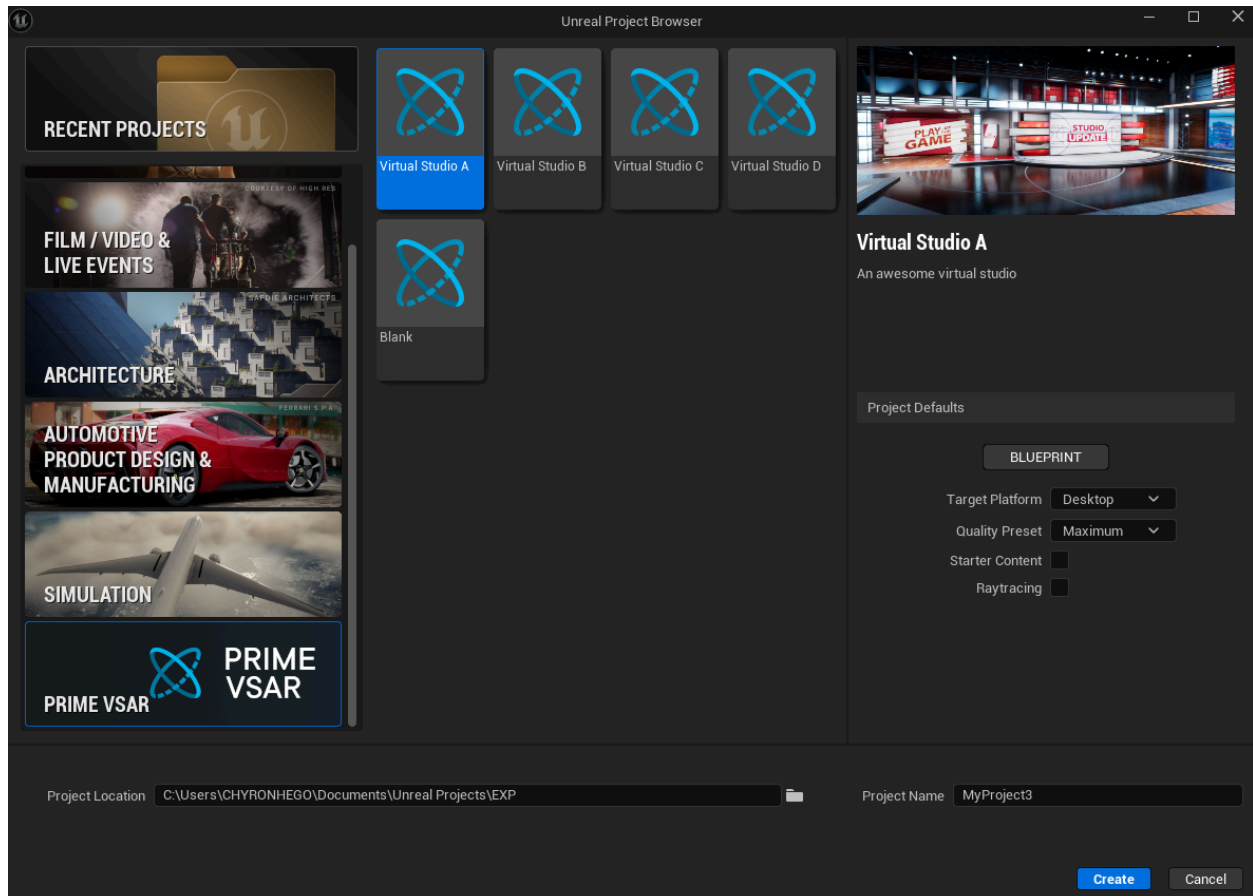 Unreal Project Browser
RECENT PROJECTS
COURTESY OF HIGH RES
FILM / VIDEO &
LIVE EVENTS
SAFDIE ARCHITECTS
ARCHITECTURE
FERRARI S.P.A.
AUTOMOTIVE
PRODUCT DESIGN &
MANUFACTURING
SIMULATION
PRIME
VSAR
PRIME VSAR
Virtual Studio A
Virtual Studio B
Virtual Studio C
Virtual Studio D
Blank
PLAY
GAME
STUDIO
UPDATE
Virtual Studio A
An awesome virtual studio
Project Defaults
BLUEPRINT
Target Platform Desktop
Quality Preset Maximum
Starter Content
Raytracing
Project Location C:\Users\CHYRONHEGO\Documents\Unreal Projects\EXP
Project Name MyProject3
Create Cancel